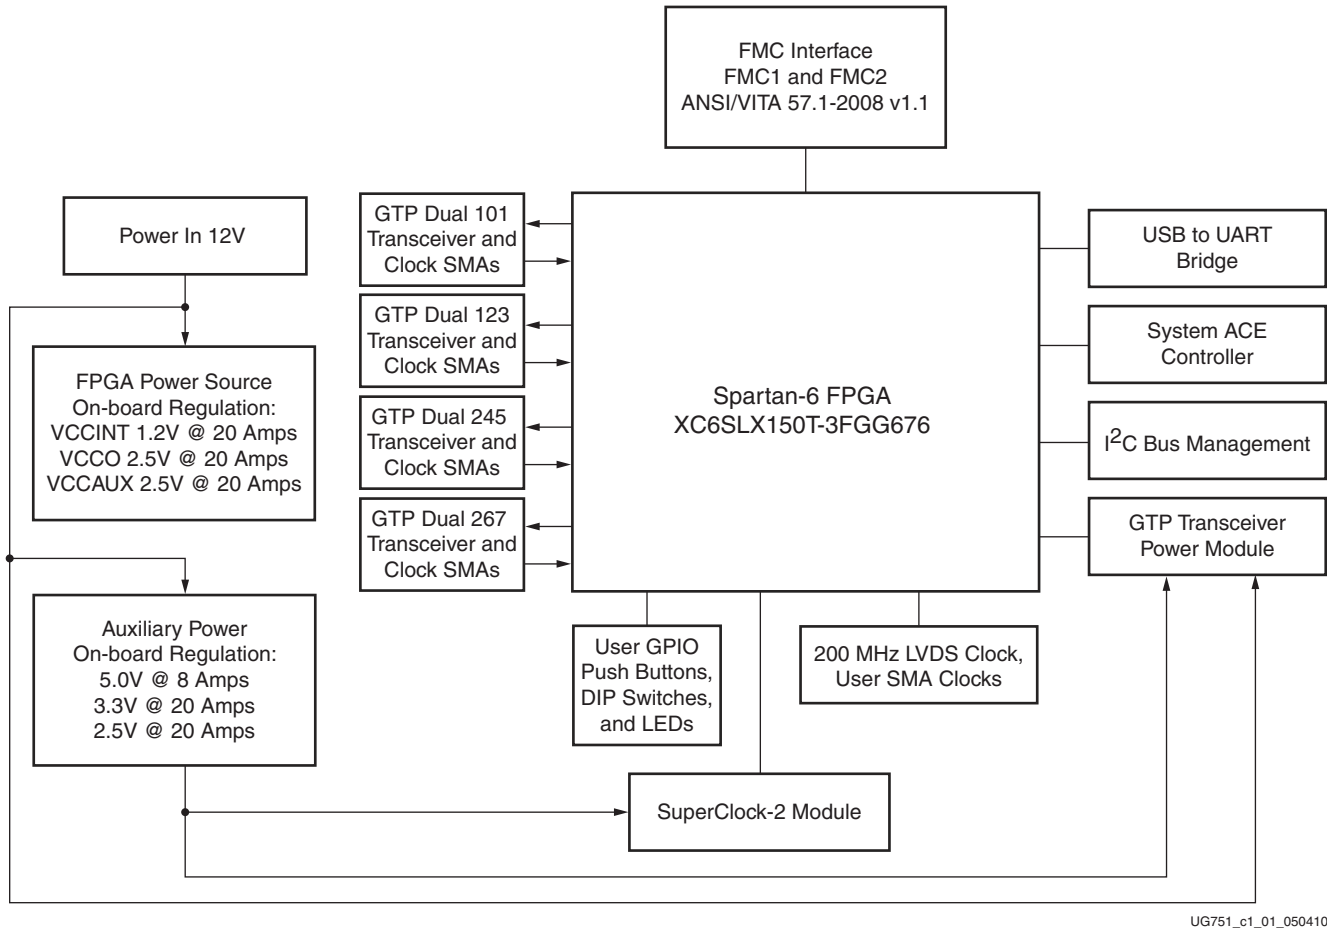 FMC Interface
FMC1 and FMC2
ANSI/VITA 57.1-2008 v1.1
Power In 12V
FPGA Power Source
On-board Regulation:
VCCINT 1.2V @ 20 Amps
VCCO 2.5V @ 20 Amps
VCCAUX 2.5V @ 20 Amps
Auxiliary Power
On-board Regulation:
5.0V @ 8 Amps
3.3V @ 20 Amps
2.5V @ 20 Amps
GTP Dual 101
Transceiver and
Clock SMAs
GTP Dual 123
Transceiver and
Clock SMAs
GTP Dual 245
Transceiver and
Clock SMAs
GTP Dual 267
Transceiver and
Clock SMAs
Spartan-6 FPGA
XC6SLX150T-3FGG676
USB to UART
Bridge
System ACE
Controller
I2C Bus Management
GTP Transceiver
Power Module
User GPIO
Push Buttons,
DIP Switches,
and LEDs
200 MHz LVDS Clock,
User SMA Clocks
SuperClock-2 Module
UG751_c1_01_050410